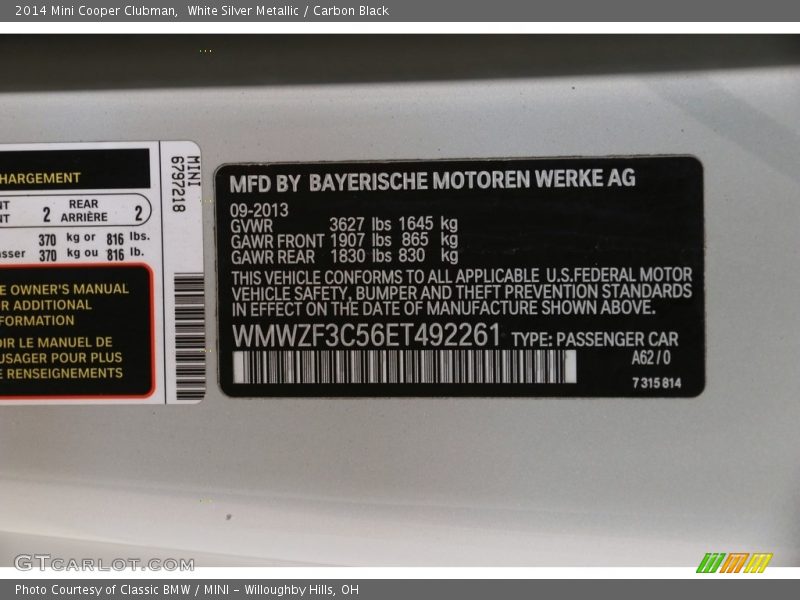 2014 Mini Cooper Clubman,  White Silver Metallic / Carbon Black
HARGEMENT
NT 2 REAR 2
NT ARRIÈRE
370 kg or 816 lbs.
asser 370 kg ou 816 lb.
E OWNER'S MANUAL
R ADDITIONAL
FORMATION
OIR LE MANUEL DE
USAGER POUR PLUS
E RENSEIGNEMENTS
MINI
6797218
MFD BY BAYERISCHE MOTOREN WERKE AG
09-2013
GVWR 3627 lbs 1645 kg
GAWR FRONT 1907 lbs 865 kg
GAWR REAR 1830 lbs 830 kg
THIS VEHICLE CONFORMS TO ALL APPLICABLE U.S.FEDERAL MOTOR
VEHICLE SAFETY, BUMPER AND THEFT PREVENTION STANDARDS
IN EFFECT ON THE DATE OF MANUFACTURE SHOWN ABOVE.
WMWZF3C56ET492261 TYPE: PASSENGER CAR
A62/0
7 315 814
GTCARLOT.COM
Photo Courtesy of Classic BMW / MINI - Willoughby Hills, OH